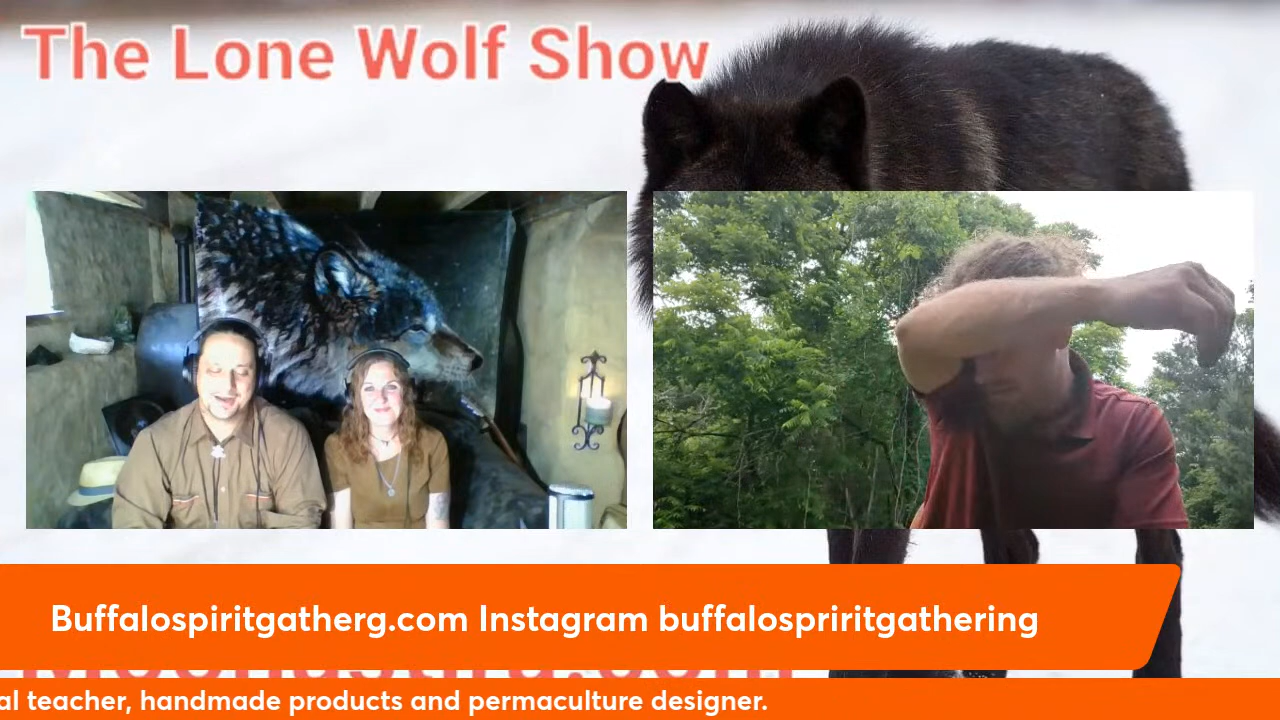 The Lone Wolf Show
Buffalospiritgatherg.com Instagram buffalospriritgathering
al teacher, handmade products and permaculture designer.